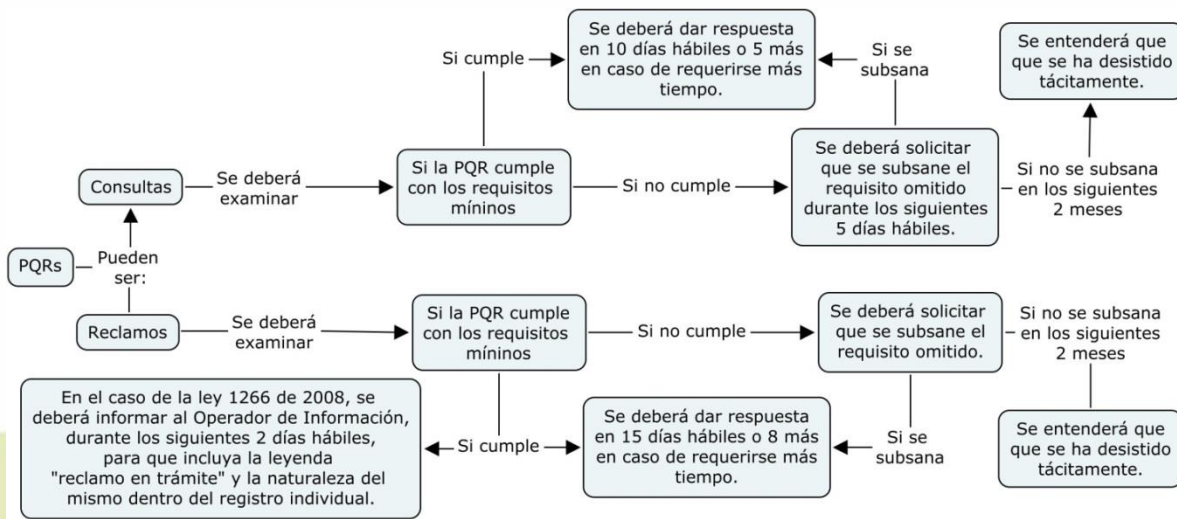 PQRs
Pueden
ser:
Consultas
Se deberá
examinar
Si la PQR cumple
con los requisitos
míninos
Si cumple
Se deberá dar respuesta
en 10 días hábiles o 5 más
en caso de requerirse más
tiempo.
Si no cumple
Se deberá solicitar
que se subsane el
requisito omitido
durante los siguientes
5 días hábiles.
Si se
subsana
Si no se subsana
en los siguientes
2 meses
Se entenderá que
que se ha desistido
tácitamente.
Reclamos
Se deberá
examinar
Si la PQR cumple
con los requisitos
míninos
Si no cumple
Se deberá solicitar
que se subsane el
requisito omitido.
Si no se subsana
en los siguientes
2 meses
Se entenderá que
que se ha desistido
tácitamente.
Si se
subsana
Se deberá dar respuesta
en 15 días hábiles o 8 más
en caso de requerirse más
tiempo.
Si cumple
En el caso de la ley 1266 de 2008, se
deberá informar al Operador de Información,
durante los siguientes 2 días hábiles,
para que incluya la leyenda
"reclamo en trámite" y la naturaleza del
mismo dentro del registro individual.